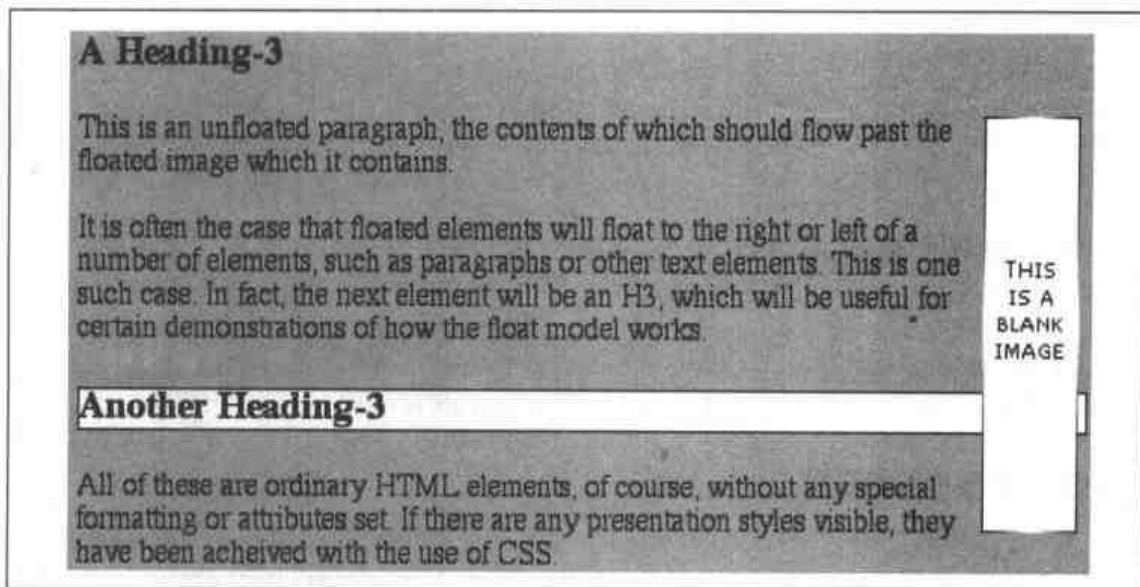 A Heading-3
This is an unfloated paragraph, the contents of which should flow past the
floated image which it contains.
It is often the case that floated elements will float to the right or left of a
number of elements, such as paragraphs or other text elements. This is one
such case. In fact, the next element will be an H3, which will be useful for
certain demonstrations of how the float model works.
THIS
IS A
BLANK
IMAGE
Another Heading-3
All of these are ordinary HTML elements, of course, without any special
formatting or attributes set. If there are any presentation styles visible, they
have been acheived with the use of CSS.